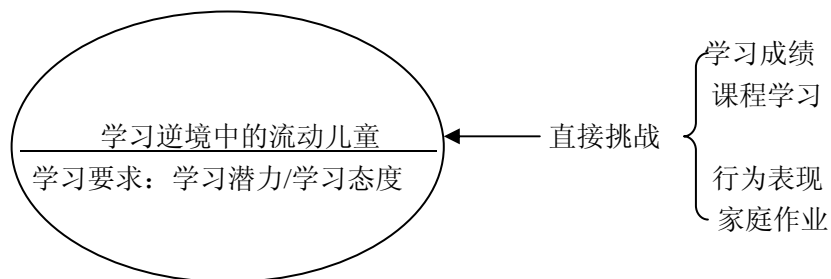 学习成绩
课程学习
学习逆境中的流动儿童
直接挑战
学习要求：学习潜力/学习态度
行为表现
家庭作业